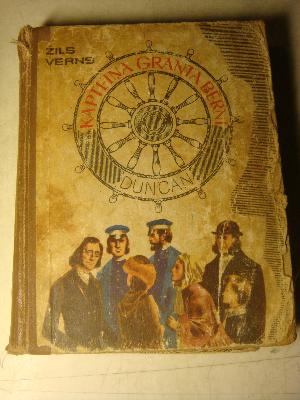 ŽILS
VERNS
KAPTEIŅA GRANTA BĒRNI
DUNCAN